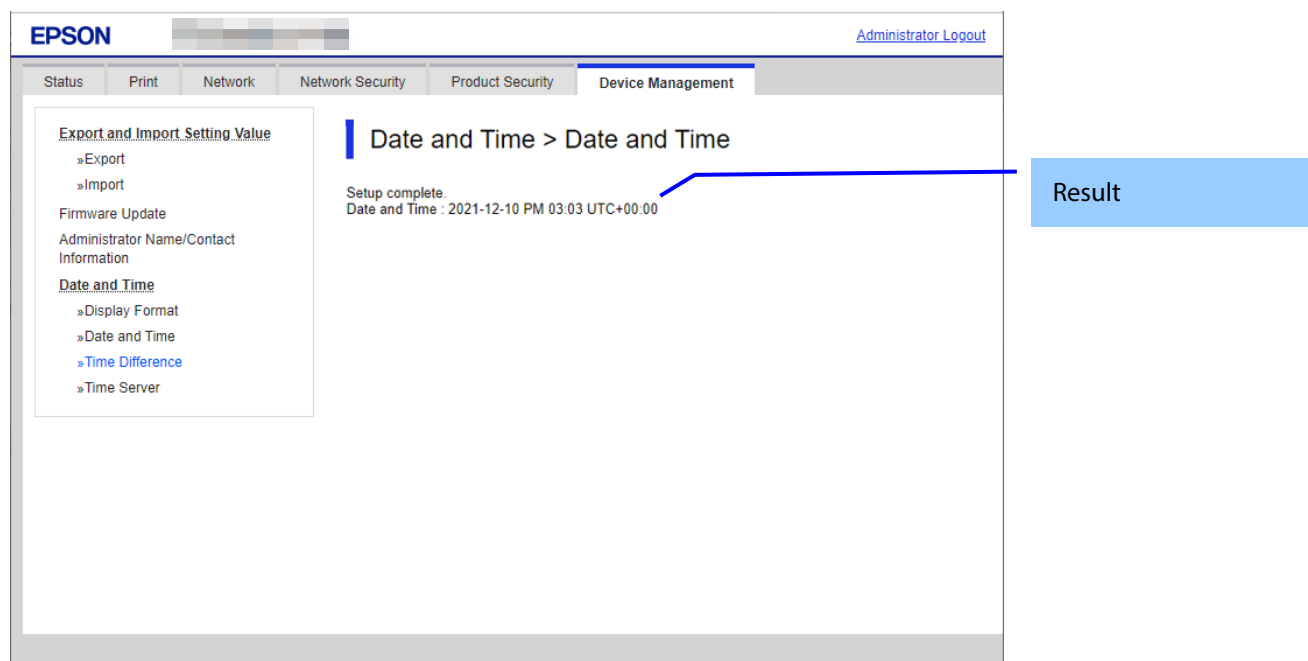 EPSON
Administrator Logout
Status Print Network Network Security Product Security Device Management
Export and Import Setting Value
»Export
»Import
Firmware Update
Administrator Name/Contact
Information
Date and Time
»Display Format
»Date and Time
»Time Difference
»Time Server
Date and Time > Date and Time
Setup complete.
Date and Time : 2021-12-10 PM 03:03 UTC+00:00
Result